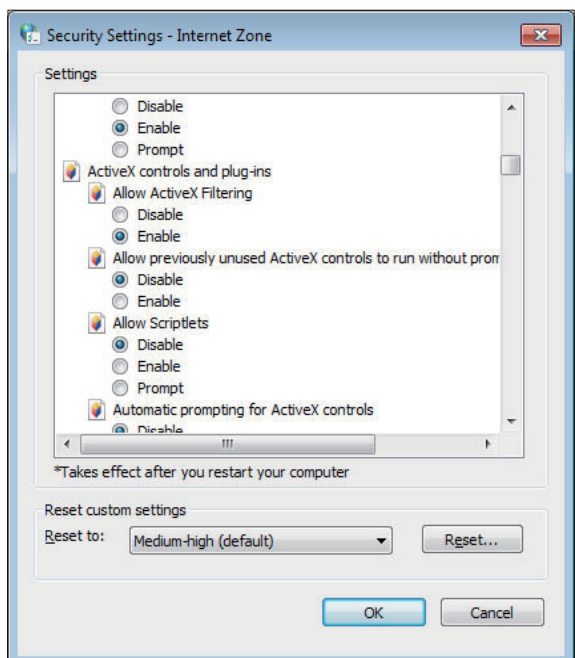 Security Settings - Internet Zone
Settings
Disable
Enable
Prompt
ActiveX controls and plug-ins
Allow ActiveX Filtering
Disable
Enable
Allow previously unused ActiveX controls to run without prom
Disable
Enable
Allow Scriptlets
Disable
Enable
Prompt
Automatic prompting for ActiveX controls
Disable
*Takes effect after you restart your computer
Reset custom settings
Reset to: Medium-high (default) Reset...
OK Cancel